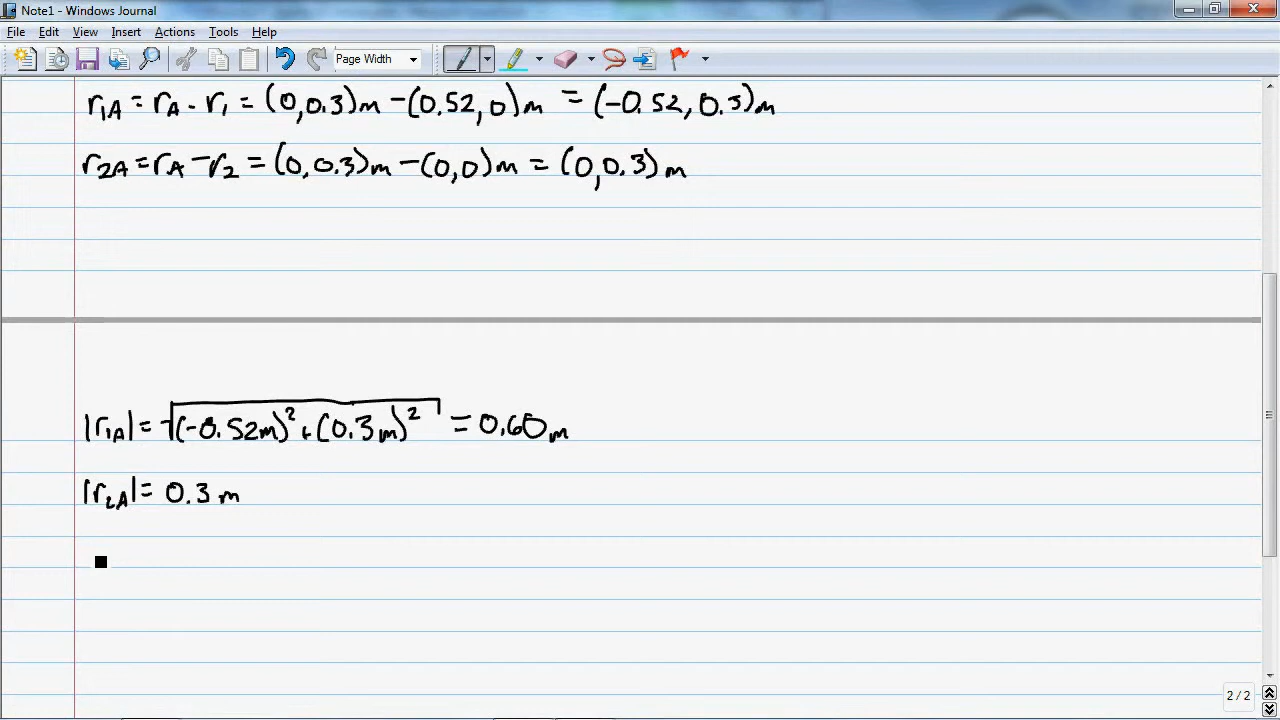 Note1 - Windows Journal
File Edit View Insert Actions Tools Help
Page Width
r₁A = rA - r₁ = (0,0.3)m - (0.52,0)m = (-0.52,0.3)m
r₂A = rA - r₂ = (0,0.3)m - (0,0)m = (0,0.3)m
|r₁A| = √(-0.52m)² + (0.3m)² = 0.60m
|r₂A| = 0.3m
2 / 2